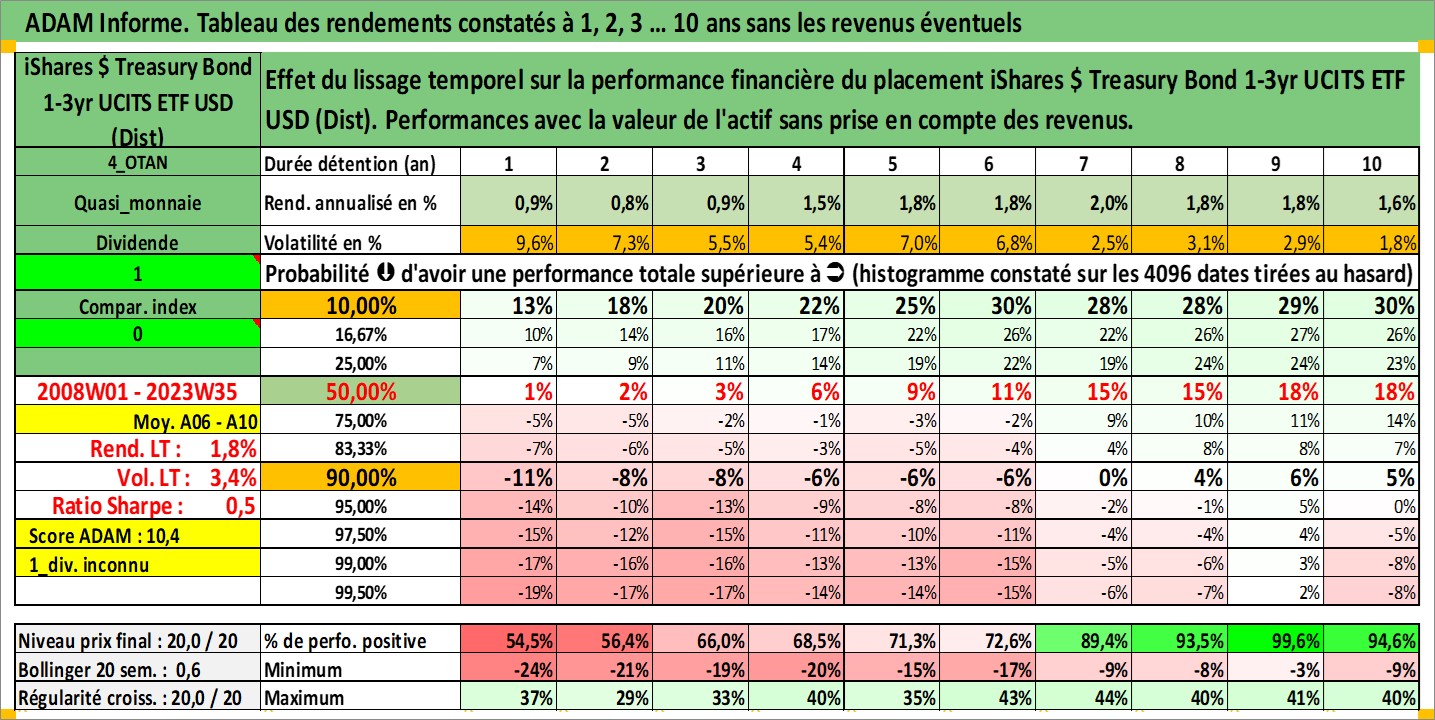 ADAM Informe. Tableau des rendements constatés à 1, 2, 3 ... 10 ans sans les revenus éventuels
iShares $ Treasury Bond
1-3yr UCITS ETF USD
(Dist)
Effet du lissage temporel sur la performance financière du placement iShares $ Treasury Bond 1-3yr UCITS ETF
USD (Dist). Performances avec la valeur de l'actif sans prise en compte des revenus.
4_OTAN Durée détention (an) 1 2 3 4 5 6 7 8 9 10
Quasi_monnaie Rend. annualisé en % 0,9% 0,8% 0,9% 1,5% 1,8% 1,8% 2,0% 1,8% 1,8% 1,6%
Dividende Volatilité en % 9,6% 7,3% 5,5% 5,4% 7,0% 6,8% 2,5% 3,1% 2,9% 1,8%
1 Probabilité ⬇ d'avoir une performance totale supérieure à ➲ (histogramme constaté sur les 4096 dates tirées au hasard)
Compar. index 10,00% 13% 18% 20% 22% 25% 30% 28% 28% 29% 30%
0 16,67% 10% 14% 16% 17% 22% 26% 22% 26% 27% 26%
25,00% 7% 9% 11% 14% 19% 22% 19% 24% 24% 23%
2008W01 - 2023W35 50,00% 1% 2% 3% 6% 9% 11% 15% 15% 18% 18%
Moy. A06 - A10 75,00% -5% -5% -2% -1% -3% -2% 9% 10% 11% 14%
Rend. LT : 1,8% 83,33% -7% -6% -5% -3% -5% -4% 4% 8% 8% 7%
Vol. LT : 3,4% 90,00% -11% -8% -8% -6% -6% -6% 0% 4% 6% 5%
Ratio Sharpe : 0,5 95,00% -14% -10% -13% -9% -8% -8% -2% -1% 5% 0%
Score ADAM : 10,4 97,50% -15% -12% -15% -11% -10% -11% -4% -4% 4% -5%
1_div. inconnu 99,00% -17% -16% -16% -13% -13% -15% -5% -6% 3% -8%
99,50% -19% -17% -17% -14% -14% -15% -6% -7% 2% -8%
Niveau prix final : 20,0 / 20 % de perfo. positive 54,5% 56,4% 66,0% 68,5% 71,3% 72,6% 89,4% 93,5% 99,6% 94,6%
Bollinger 20 sem. : 0,6 Minimum -24% -21% -19% -20% -15% -17% -9% -8% -3% -9%
Régularité croiss. : 20,0 / 20 Maximum 37% 29% 33% 40% 35% 43% 44% 40% 41% 40%